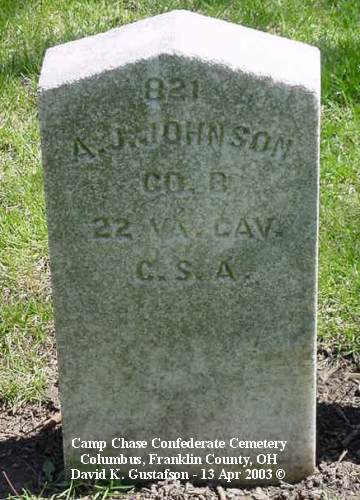 821
A. J. JOHNSON
CO. B
22 VA. CAV.
C. S. A.
Camp Chase Confederate Cemetery
Columbus, Franklin County, OH
David K. Gustafson - 13 Apr 2003 ©